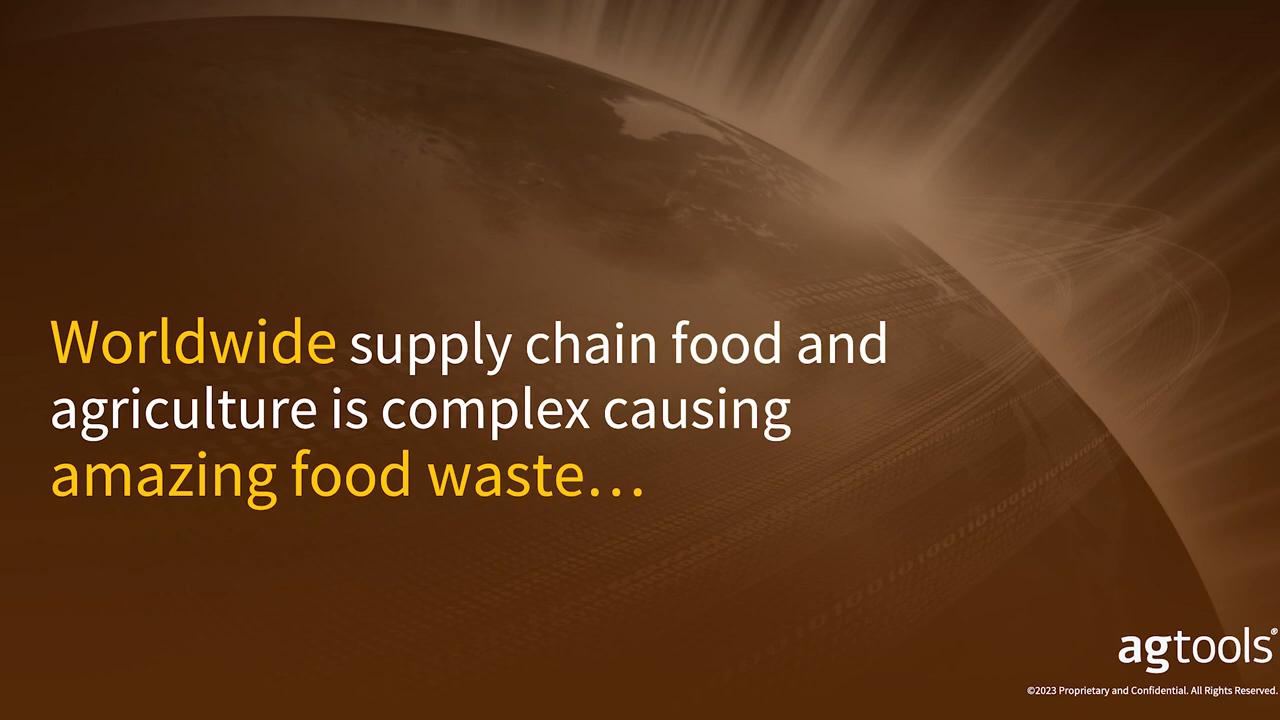 Worldwide supply chain food and
agriculture is complex causing
amazing food waste…
agtools®
©2023 Proprietary and Confidential. All Rights Reserved.